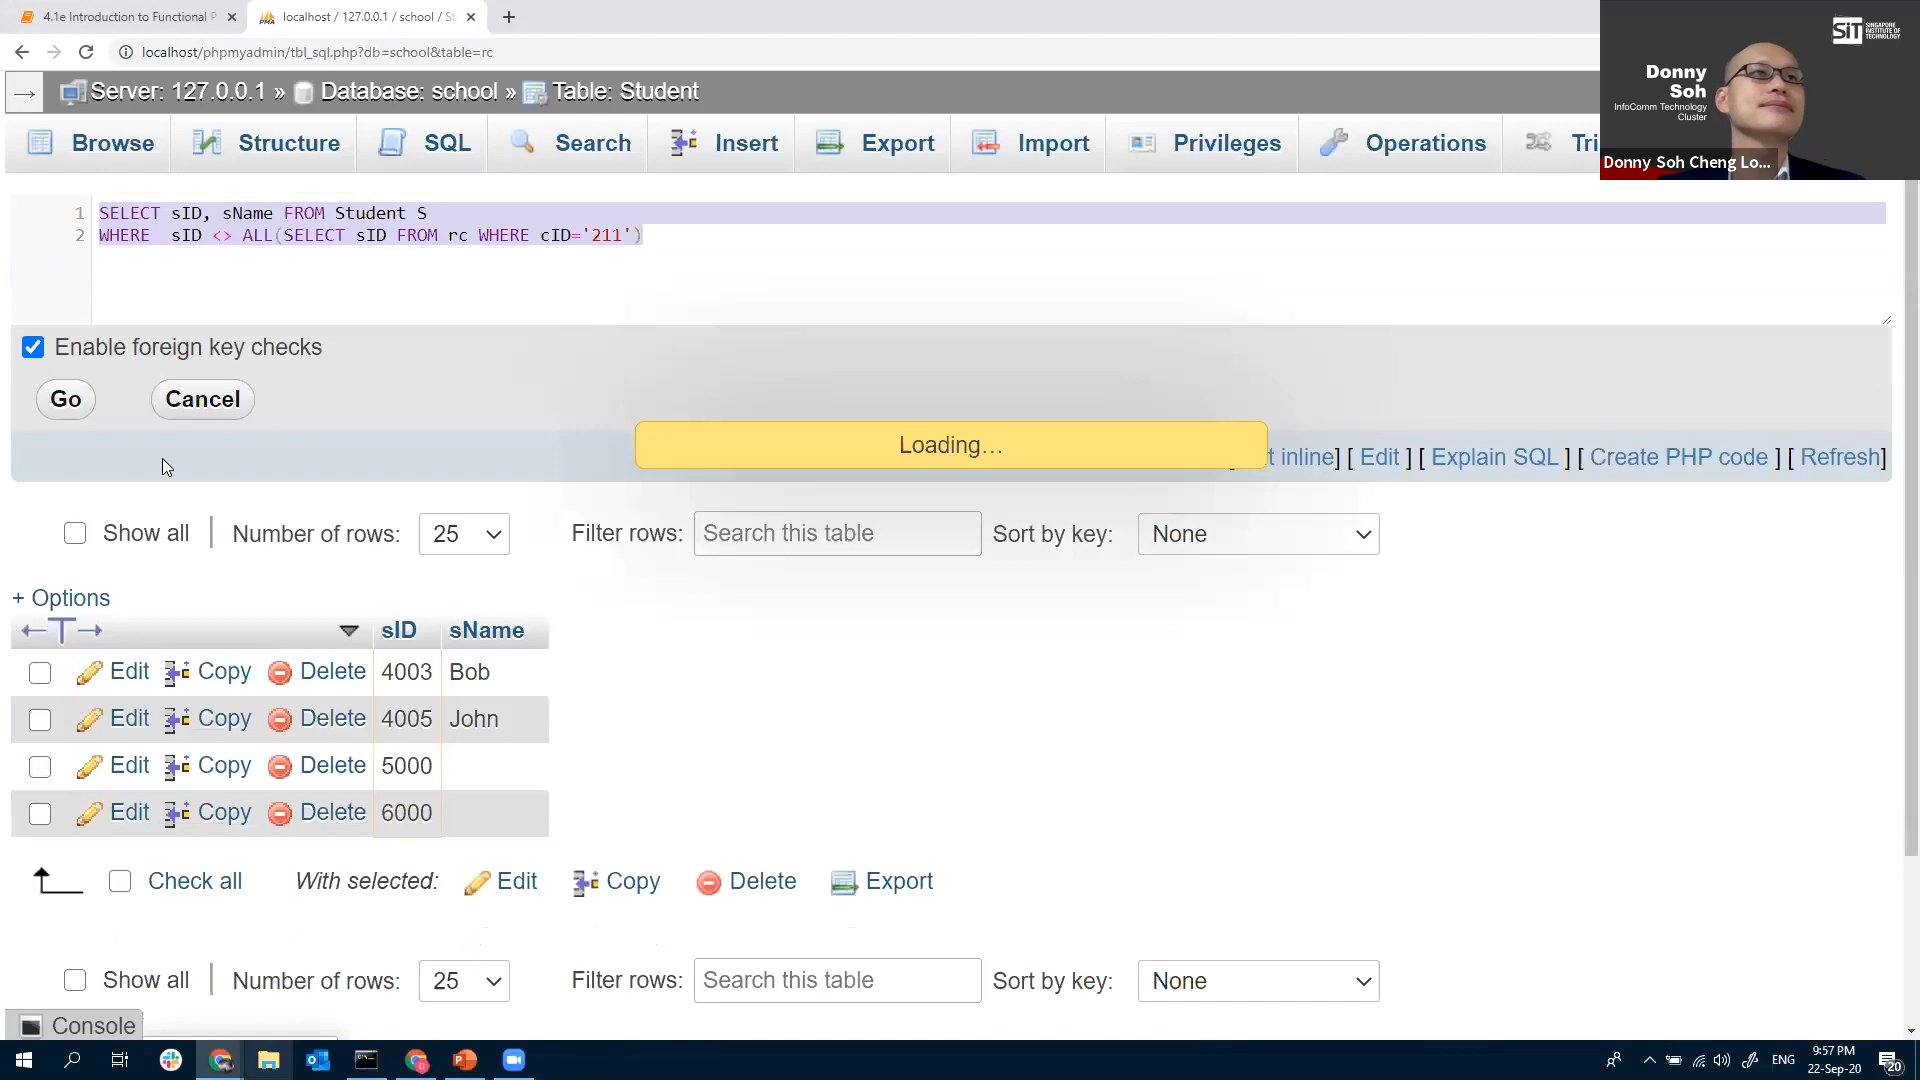 4.1e Introduction to Functional P
localhost / 127.0.0.1 / school / St
localhost/phpmyadmin/tbl_sql.php?db=school&table=rc
SiT SINGAPORE INSTITUTE OF TECHNOLOGY
Donny
Soh
InfoComm Technology
Cluster
Donny Soh Cheng Lo...
Server: 127.0.0.1 » Database: school » Table: Student
Browse Structure SQL Search Insert Export Import Privileges Operations Tri
1 SELECT sID, sName FROM Student S
2 WHERE sID <> ALL(SELECT sID FROM rc WHERE cID='211')
Enable foreign key checks
Go Cancel
Loading...
t inline] [ Edit ] [ Explain SQL ] [ Create PHP code ] [ Refresh]
Show all Number of rows: 25 Filter rows: Search this table Sort by key: None
+ Options
←T→ sID sName
Edit Copy Delete 4003 Bob
Edit Copy Delete 4005 John
Edit Copy Delete 5000
Edit Copy Delete 6000
Check all With selected: Edit Copy Delete Export
Show all Number of rows: 25 Filter rows: Search this table Sort by key: None
Console
ENG 9:57 PM
22-Sep-20
20